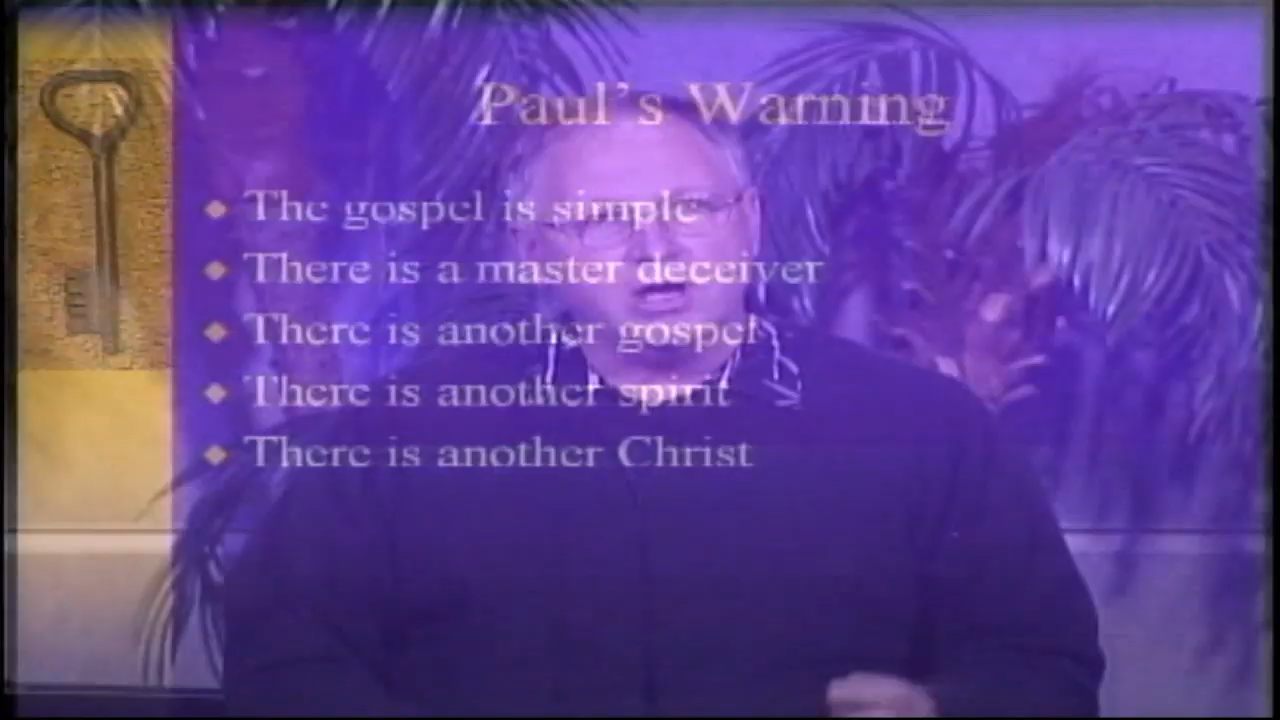 Paul's Warning
The gospel is simple
There is a master deceiver
There is another gospel
There is another spirit
There is another Christ